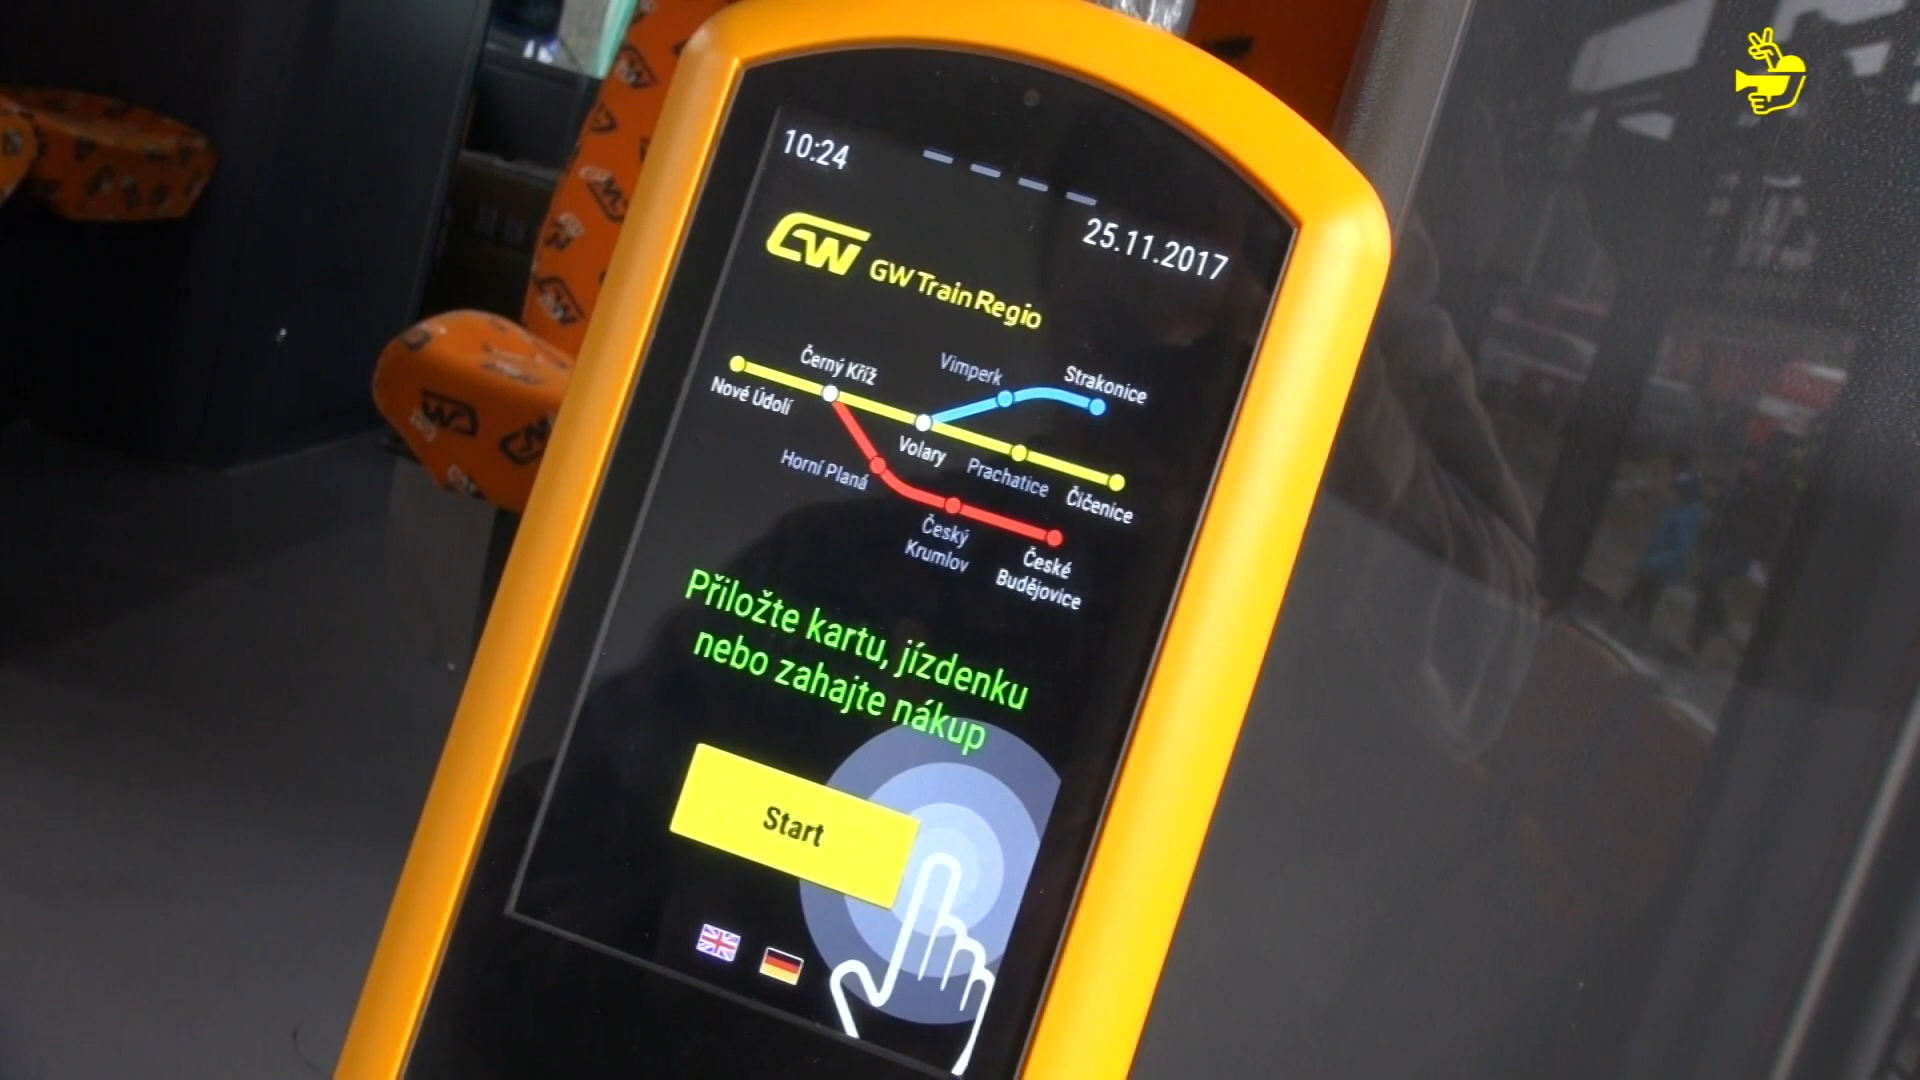 10:24
25.11.2017
GW
GW Train Regio
Černý Kříž
Vimperk
Strakonice
Nové Údolí
Volary
Prachatice
Číčenice
Horní Planá
Český
Krumlov
České
Budějovice
Přiložte kartu, jízdenku
nebo zahajte nákup
Start